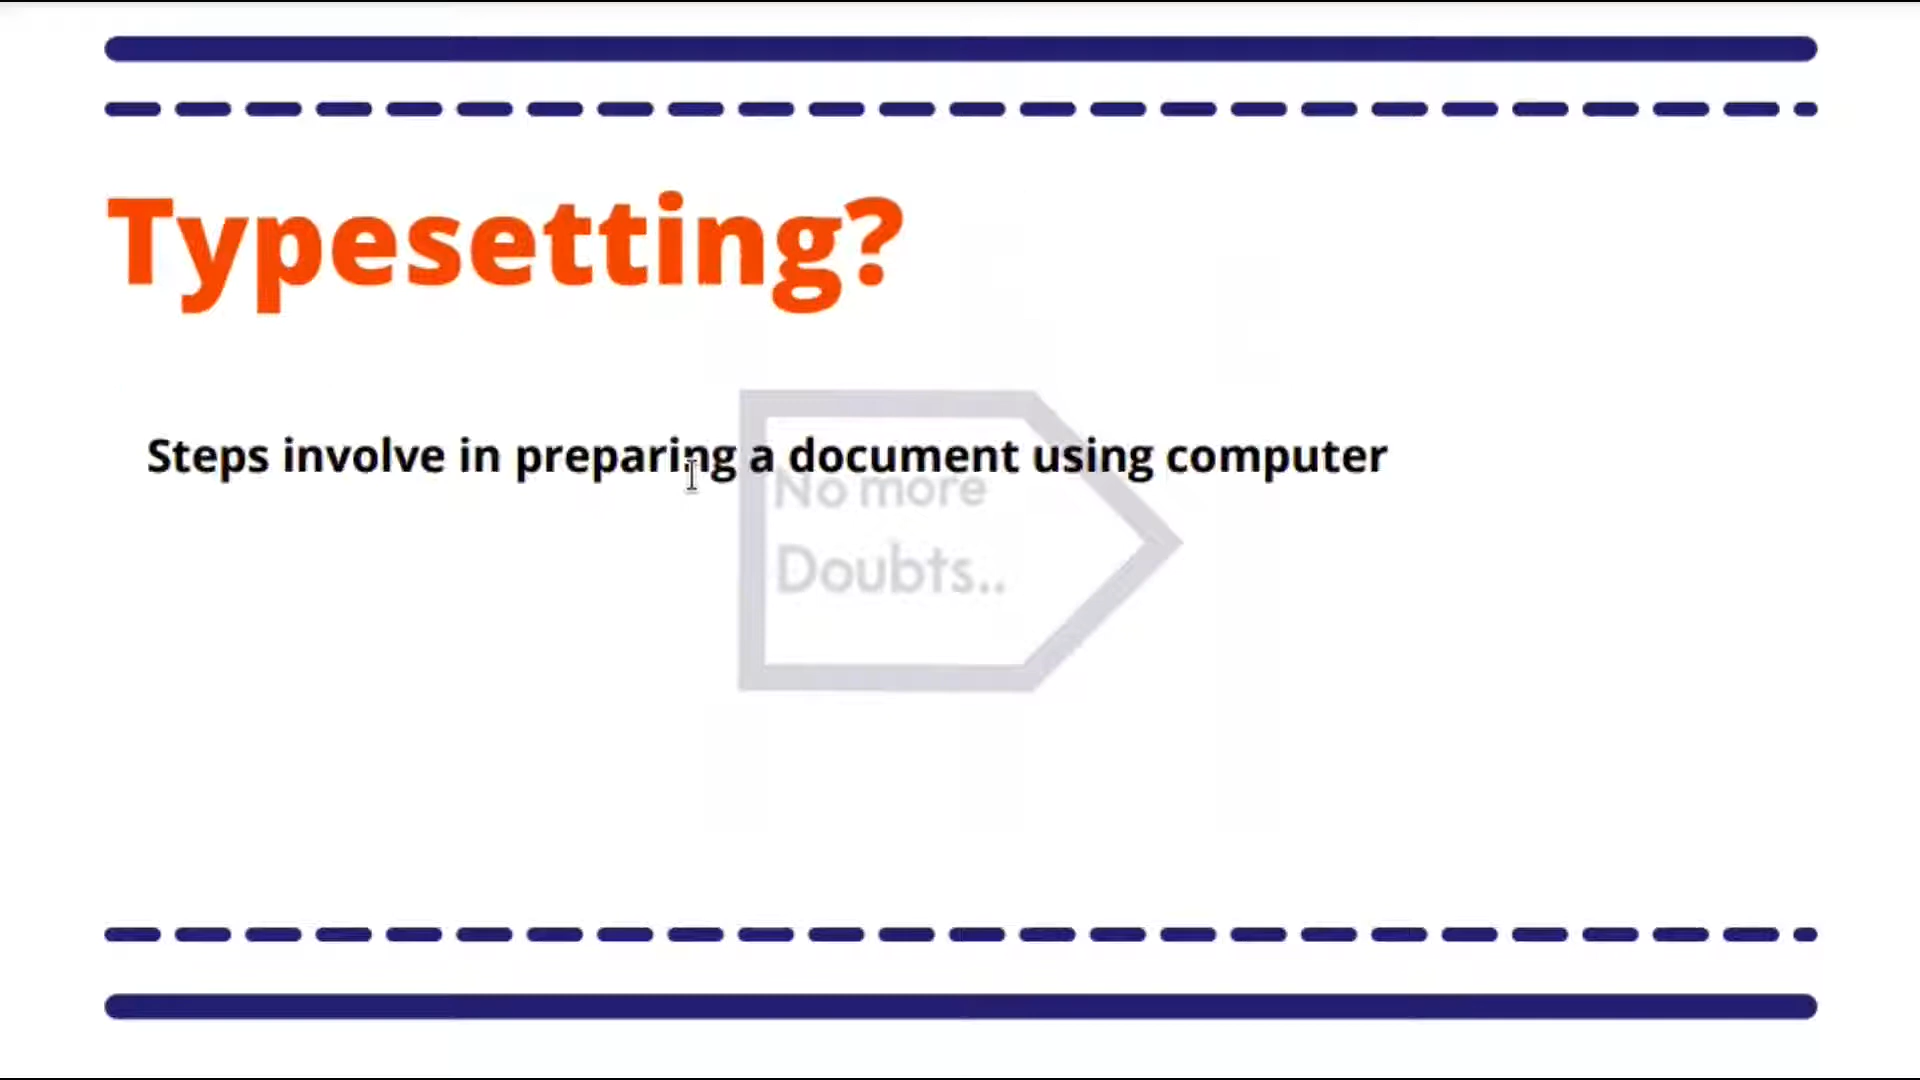 Typesetting?
Steps involve in preparing a document using computer
No more
Doubts..